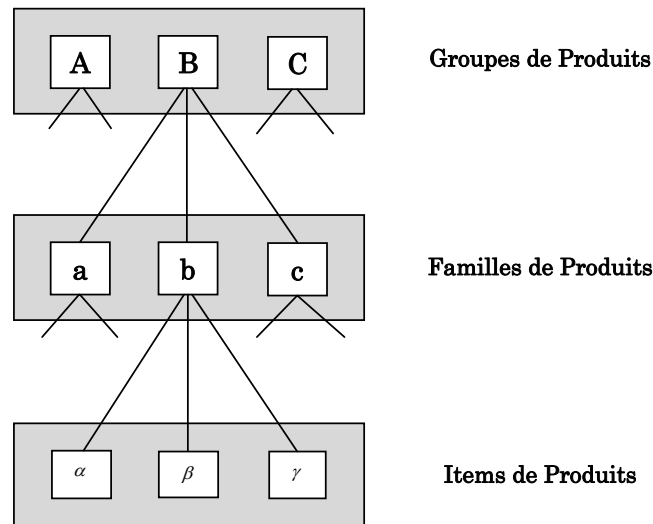 A B C Groupes de Produits
a b c Familles de Produits
α β γ Items de Produits